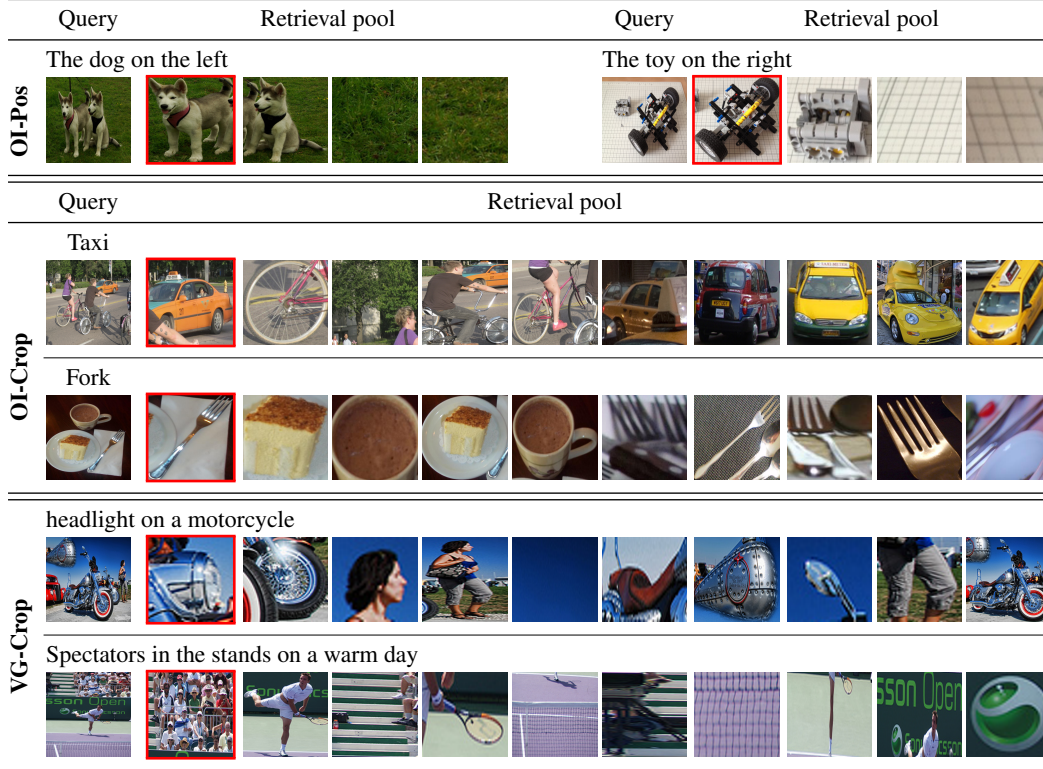 Query Retrieval pool Query Retrieval pool
OI-Pos
The dog on the left The toy on the right
Query Retrieval pool
OI-Crop
Taxi
Fork
VG-Crop
headlight on a motorcycle
Spectators in the stands on a warm day
sson Open